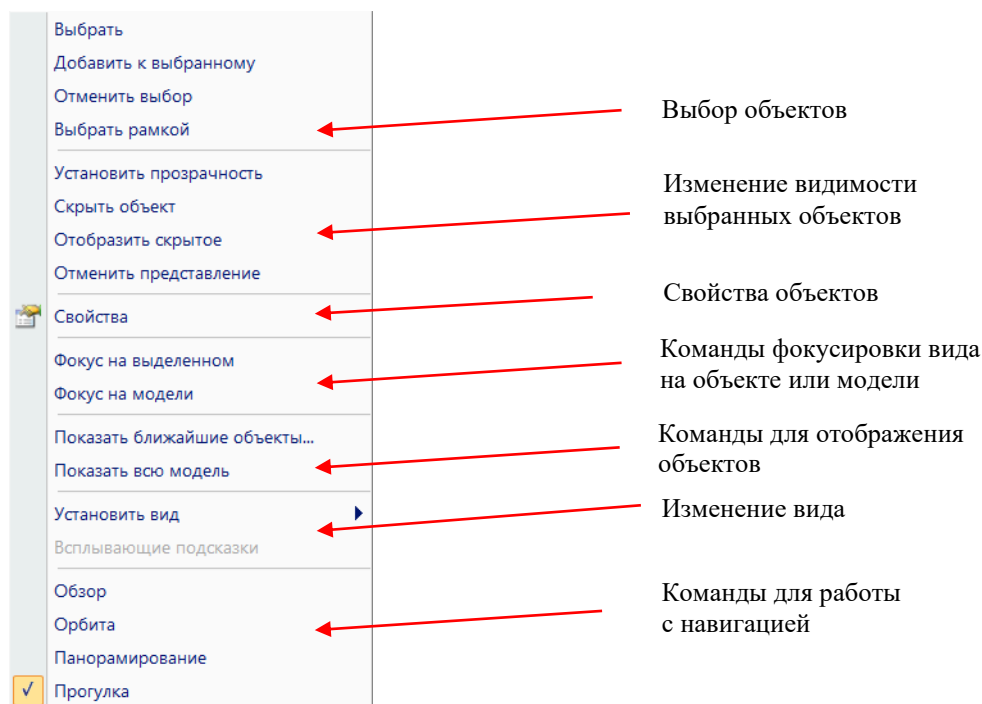 Выбрать
Добавить к выбранному
Отменить выбор
Выбрать рамкой
Установить прозрачность
Скрыть объект
Отобразить скрытое
Отменить представление
Свойства
Фокус на выделенном
Фокус на модели
Показать ближайшие объекты...
Показать всю модель
Установить вид
Всплывающие подсказки
Обзор
Орбита
Панорамирование
Прогулка
Выбор объектов
Изменение видимости
выбранных объектов
Свойства объектов
Команды фокусировки вида
на объекте или модели
Команды для отображения
объектов
Изменение вида
Команды для работы
с навигацией